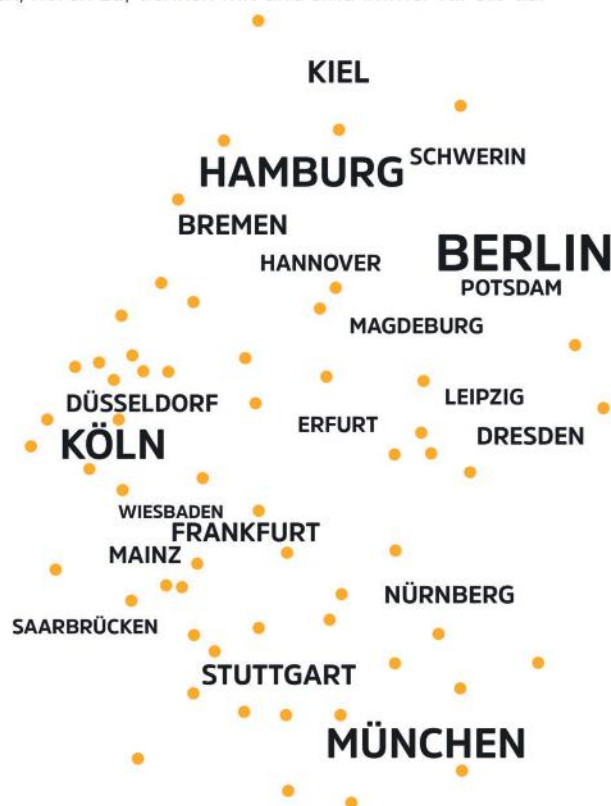 KIEL
SCHWERIN
HAMBURG
BREMEN
BERLIN
HANNOVER
POTSDAM
MAGDEBURG
LEIPZIG
DÜSSELDORF
ERFURT
DRESDEN
KÖLN
WIESBADEN
FRANKFURT
MAINZ
NÜRNBERG
SAARBRÜCKEN
STUTTGART
MÜNCHEN